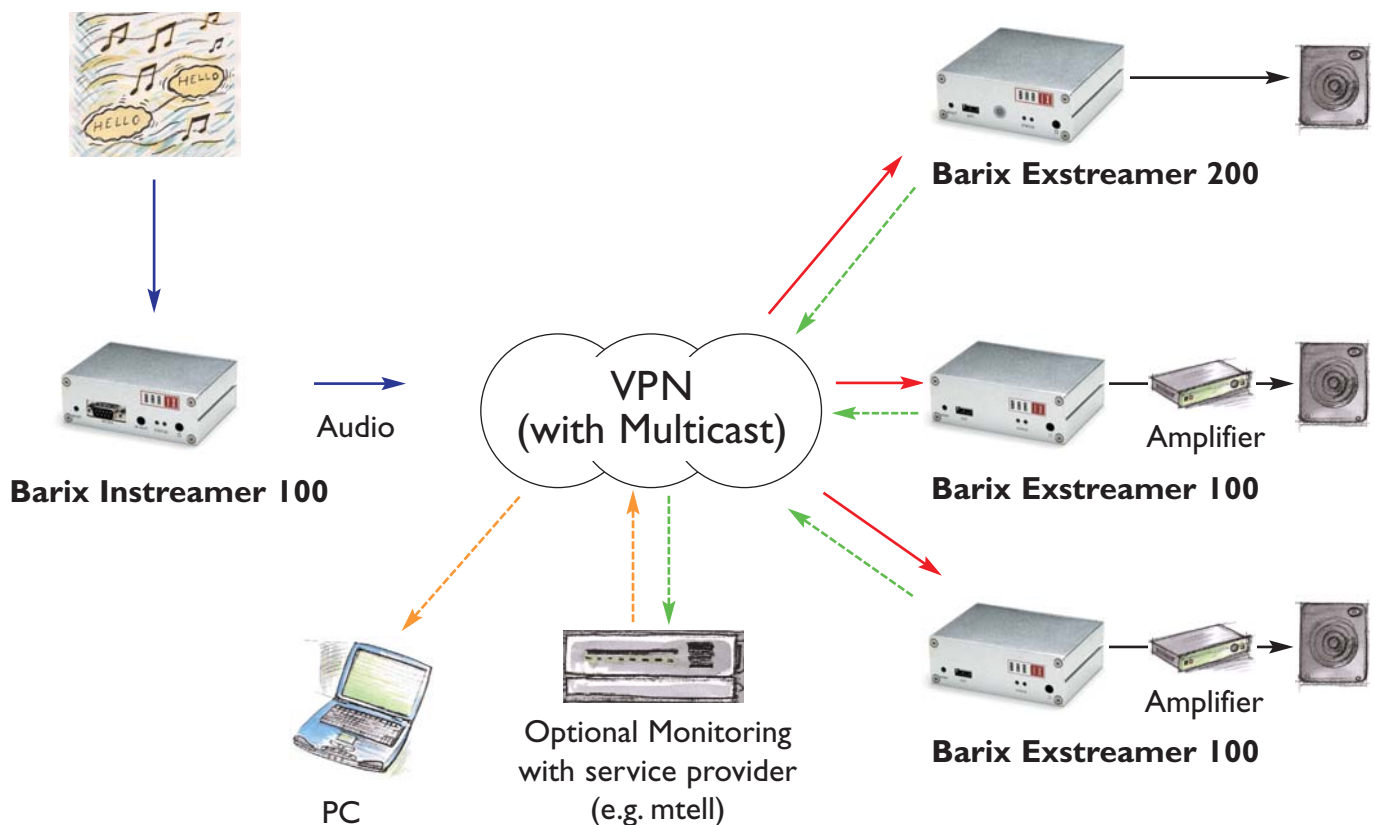 HELLO
HELLO
Barix Exstreamer 200
VPN
(with Multicast)
Audio
Barix Instreamer 100
Amplifier
Barix Exstreamer 100
Amplifier
Barix Exstreamer 100
Optional Monitoring
with service provider
(e.g. mtell)
PC